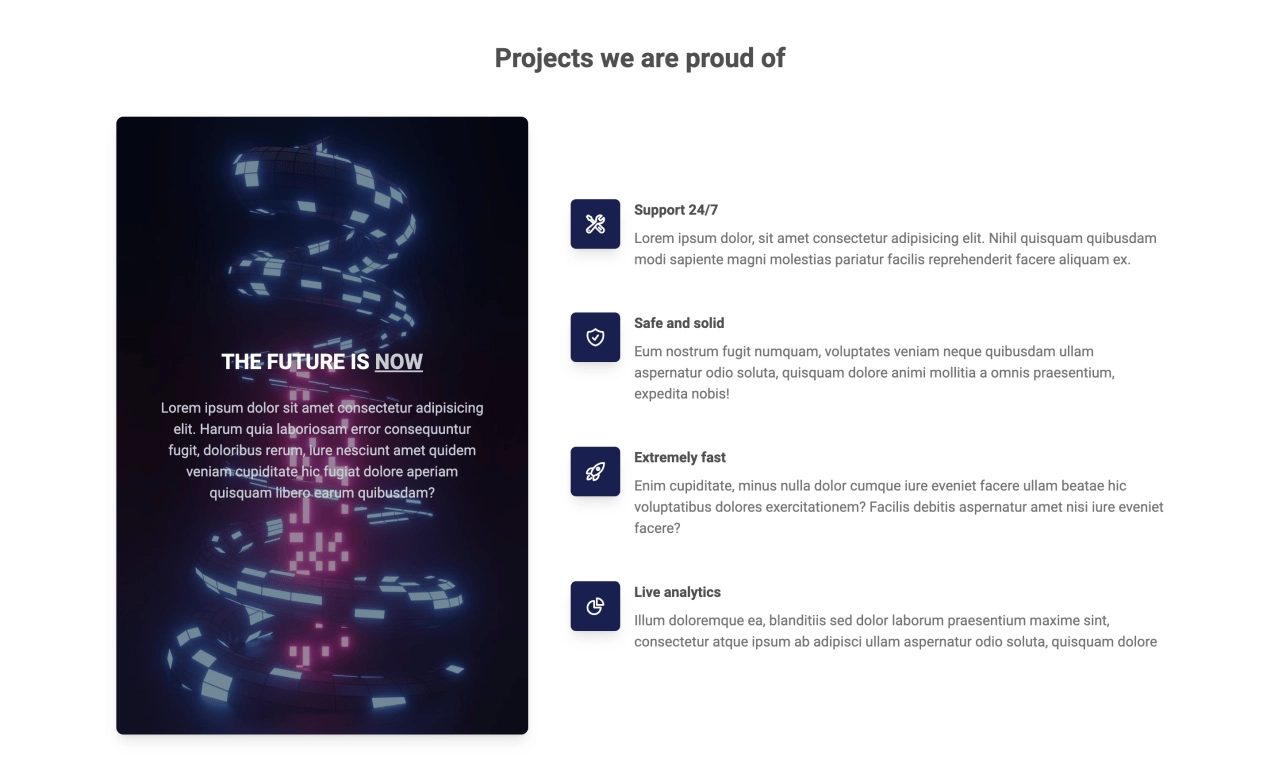 Projects we are proud of
THE FUTURE IS NOW
Lorem ipsum dolor sit amet consectetur adipisicing
elit. Harum quia laboriosam error consequuntur
fugit, doloribus rerum, iure nesciunt amet quidem
veniam cupiditate hic fugiat dolore aperiam
quisquam libero earum quibusdam?
Support 24/7
Lorem ipsum dolor, sit amet consectetur adipisicing elit. Nihil quisquam quibusdam
modi sapiente magni molestias pariatur facilis reprehenderit facere aliquam ex.
Safe and solid
Eum nostrum fugit numquam, voluptates veniam neque quibusdam ullam
aspernatur odio soluta, quisquam dolore animi mollitia a omnis praesentium,
expedita nobis!
Extremely fast
Enim cupiditate, minus nulla dolor cumque iure eveniet facere ullam beatae hic
voluptatibus dolores exercitationem? Facilis debitis aspernatur amet nisi iure eveniet
facere?
Live analytics
Illum doloremque ea, blanditiis sed dolor laborum praesentium maxime sint,
consectetur atque ipsum ab adipisci ullam aspernatur odio soluta, quisquam dolore